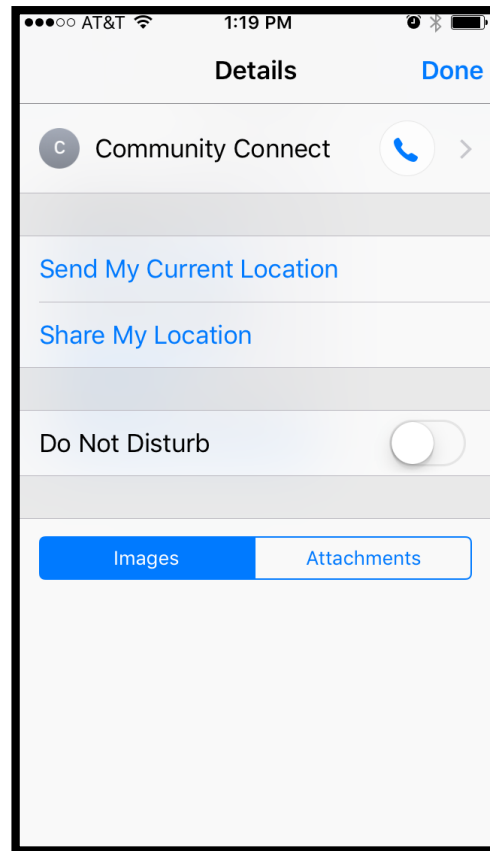 AT&T 1:19 PM
Details Done
C Community Connect
Send My Current Location
Share My Location
Do Not Disturb
Images Attachments